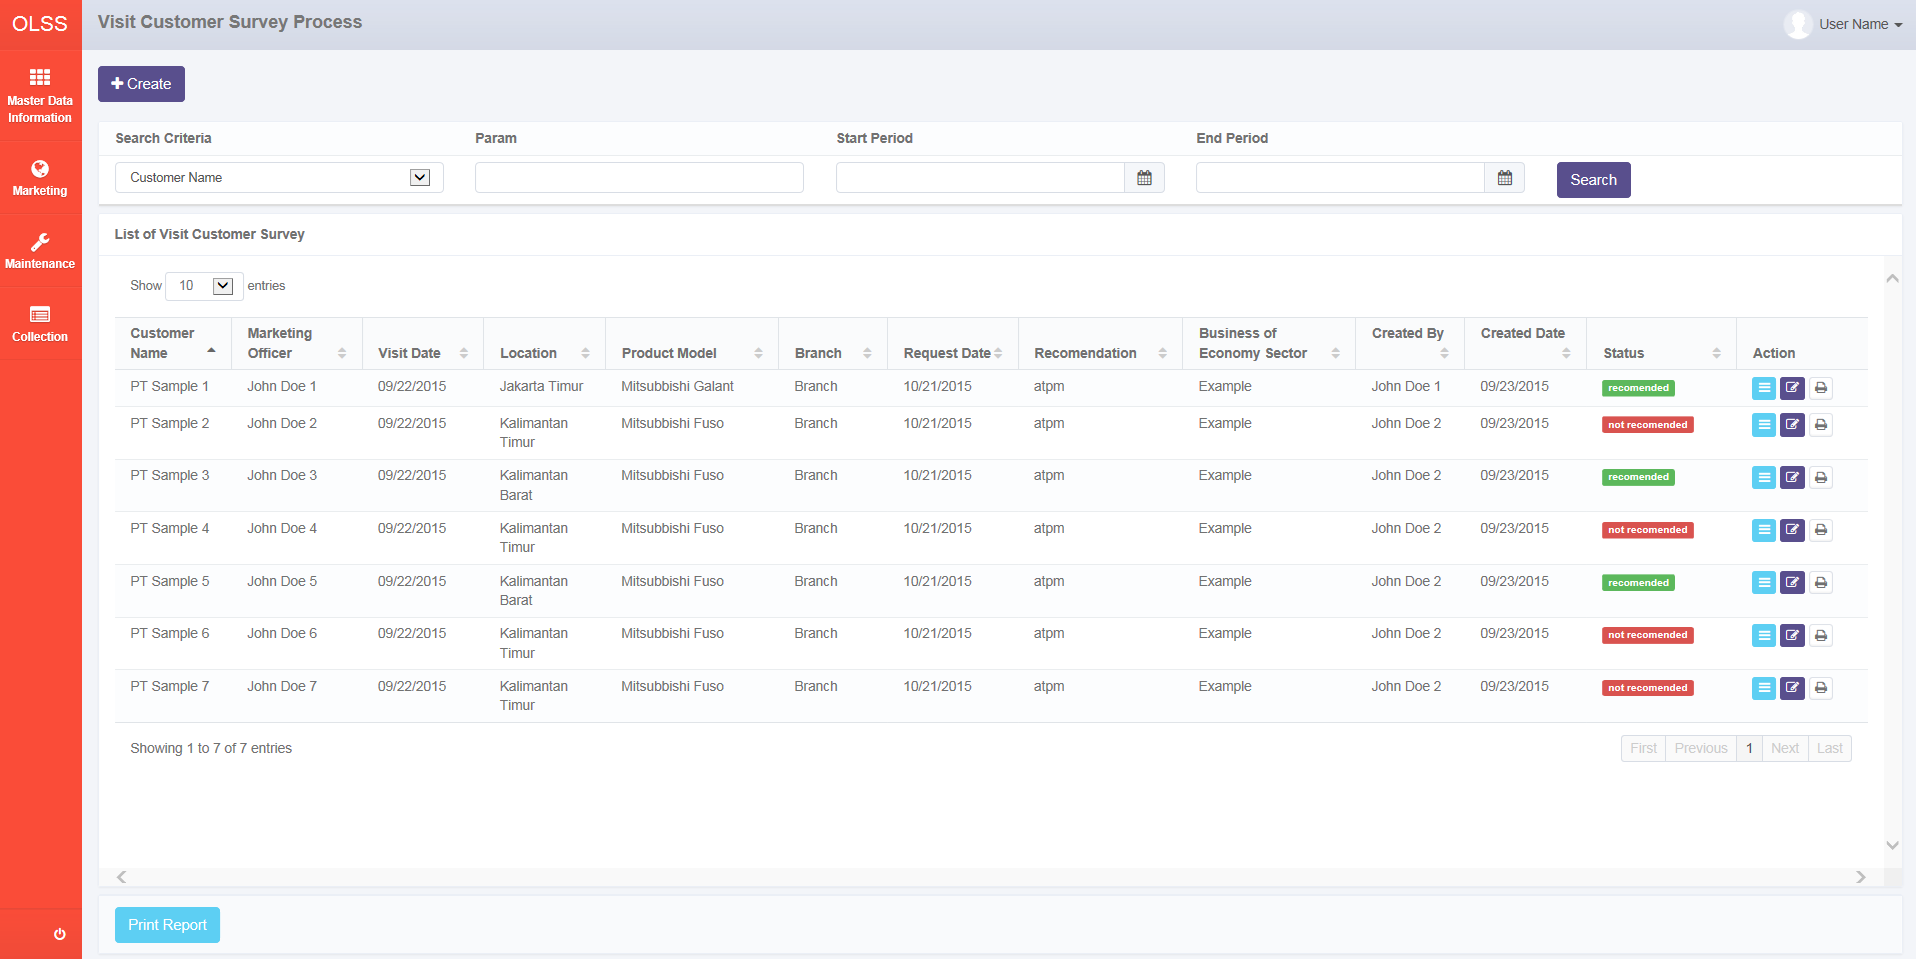 OLSS
Visit Customer Survey Process
User Name
Master Data
Information
Marketing
Maintenance
Collection
Create
Search Criteria
Param
Start Period
End Period
Customer Name
Search
List of Visit Customer Survey
Show 10 entries
Customer Name
Marketing Officer
Visit Date
Location
Product Model
Branch
Request Date
Recomendation
Business of Economy Sector
Created By
Created Date
Status
Action
PT Sample 1 John Doe 1 09/22/2015 Jakarta Timur Mitsubbishi Galant Branch 10/21/2015 atpm Example John Doe 1 09/23/2015 recomended
PT Sample 2 John Doe 2 09/22/2015 Kalimantan Timur Mitsubbishi Fuso Branch 10/21/2015 atpm Example John Doe 2 09/23/2015 not recomended
PT Sample 3 John Doe 3 09/22/2015 Kalimantan Barat Mitsubbishi Fuso Branch 10/21/2015 atpm Example John Doe 2 09/23/2015 recomended
PT Sample 4 John Doe 4 09/22/2015 Kalimantan Timur Mitsubbishi Fuso Branch 10/21/2015 atpm Example John Doe 2 09/23/2015 not recomended
PT Sample 5 John Doe 5 09/22/2015 Kalimantan Barat Mitsubbishi Fuso Branch 10/21/2015 atpm Example John Doe 2 09/23/2015 recomended
PT Sample 6 John Doe 6 09/22/2015 Kalimantan Timur Mitsubbishi Fuso Branch 10/21/2015 atpm Example John Doe 2 09/23/2015 not recomended
PT Sample 7 John Doe 7 09/22/2015 Kalimantan Timur Mitsubbishi Fuso Branch 10/21/2015 atpm Example John Doe 2 09/23/2015 not recomended
Showing 1 to 7 of 7 entries
First Previous 1 Next Last
Print Report